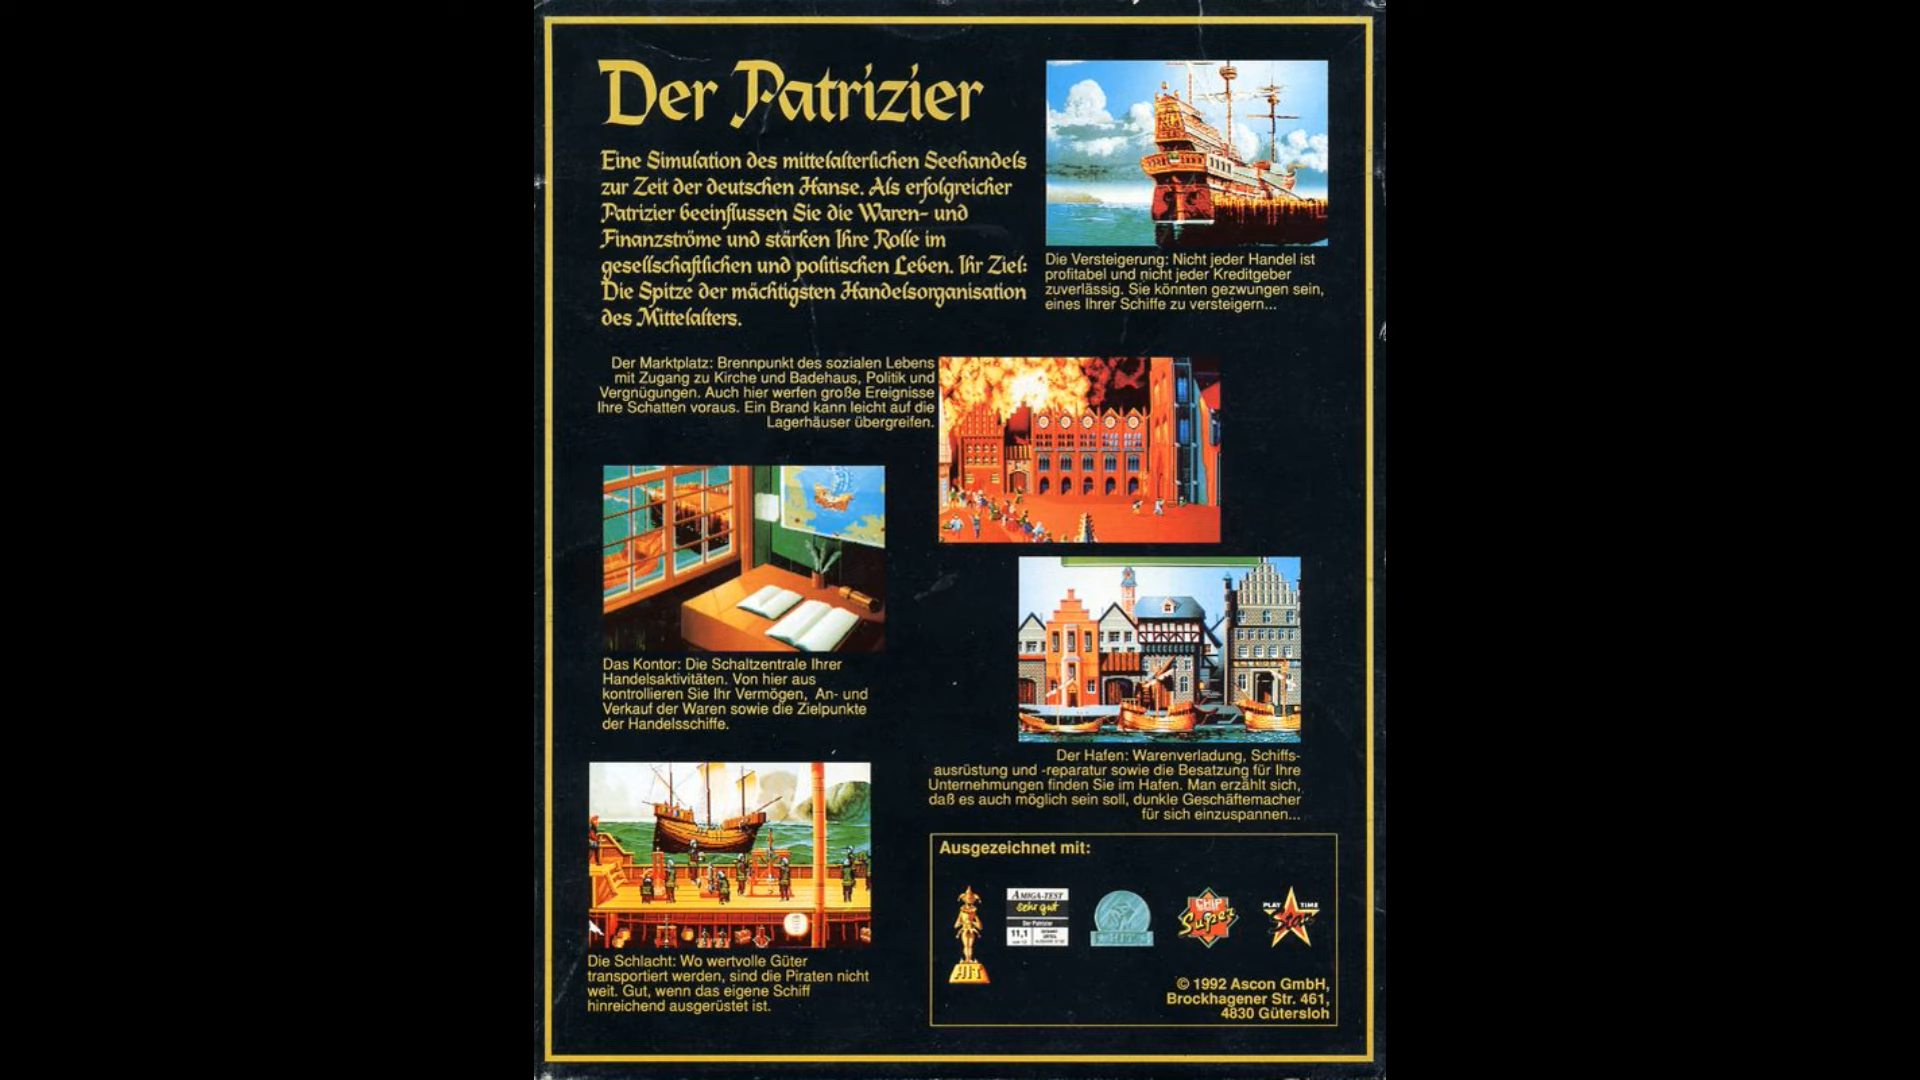 Der Patrizier
Eine Simulation des mittelalterlichen Seehandels
zur Zeit der deutschen Hanse. Als erfolgreicher
Patrizier beeinflussen Sie die Waren- und
Finanzströme und stärken Ihre Rolle im
gesellschaftlichen und politischen Leben. Ihr Ziel:
Die Spitze der mächtigsten Handelsorganisation
des Mittelalters.
Die Versteigerung: Nicht jeder Handel ist
profitabel und nicht jeder Kreditgeber
zuverlässig. Sie könnten gezwungen sein,
eines Ihrer Schiffe zu versteigern...
Der Marktplatz: Brennpunkt des sozialen Lebens
mit Zugang zu Kirche und Badehaus, Politik und
Vergnügungen. Auch hier werfen große Ereignisse
Ihre Schatten voraus. Ein Brand kann leicht auf die
Lagerhäuser übergreifen.
Das Kontor: Die Schaltzentrale Ihrer
Handelsaktivitäten. Von hier aus
kontrollieren Sie Ihr Vermögen, An- und
Verkauf der Waren sowie die Zielpunkte
der Handelsschiffe.
Der Hafen: Warenverladung, Schiffs-
ausrüstung und -reparatur sowie die Besatzung für Ihre
Unternehmungen finden Sie im Hafen. Man erzählt sich,
daß es auch möglich sein soll, dunkle Geschäftemacher
für sich einzuspannen...
Die Schlacht: Wo wertvolle Güter
transportiert werden, sind die Piraten nicht
weit. Gut, wenn das eigene Schiff
hinreichend ausgerüstet ist.
Ausgezeichnet mit:
HIT
AMIGA-TEST
sehr gut
Der Patrizier
11,1
HIT
CHIP
Super
PLAY TIME
Star
© 1992 Ascon GmbH,
Brockhagener Str. 461,
4830 Gütersloh